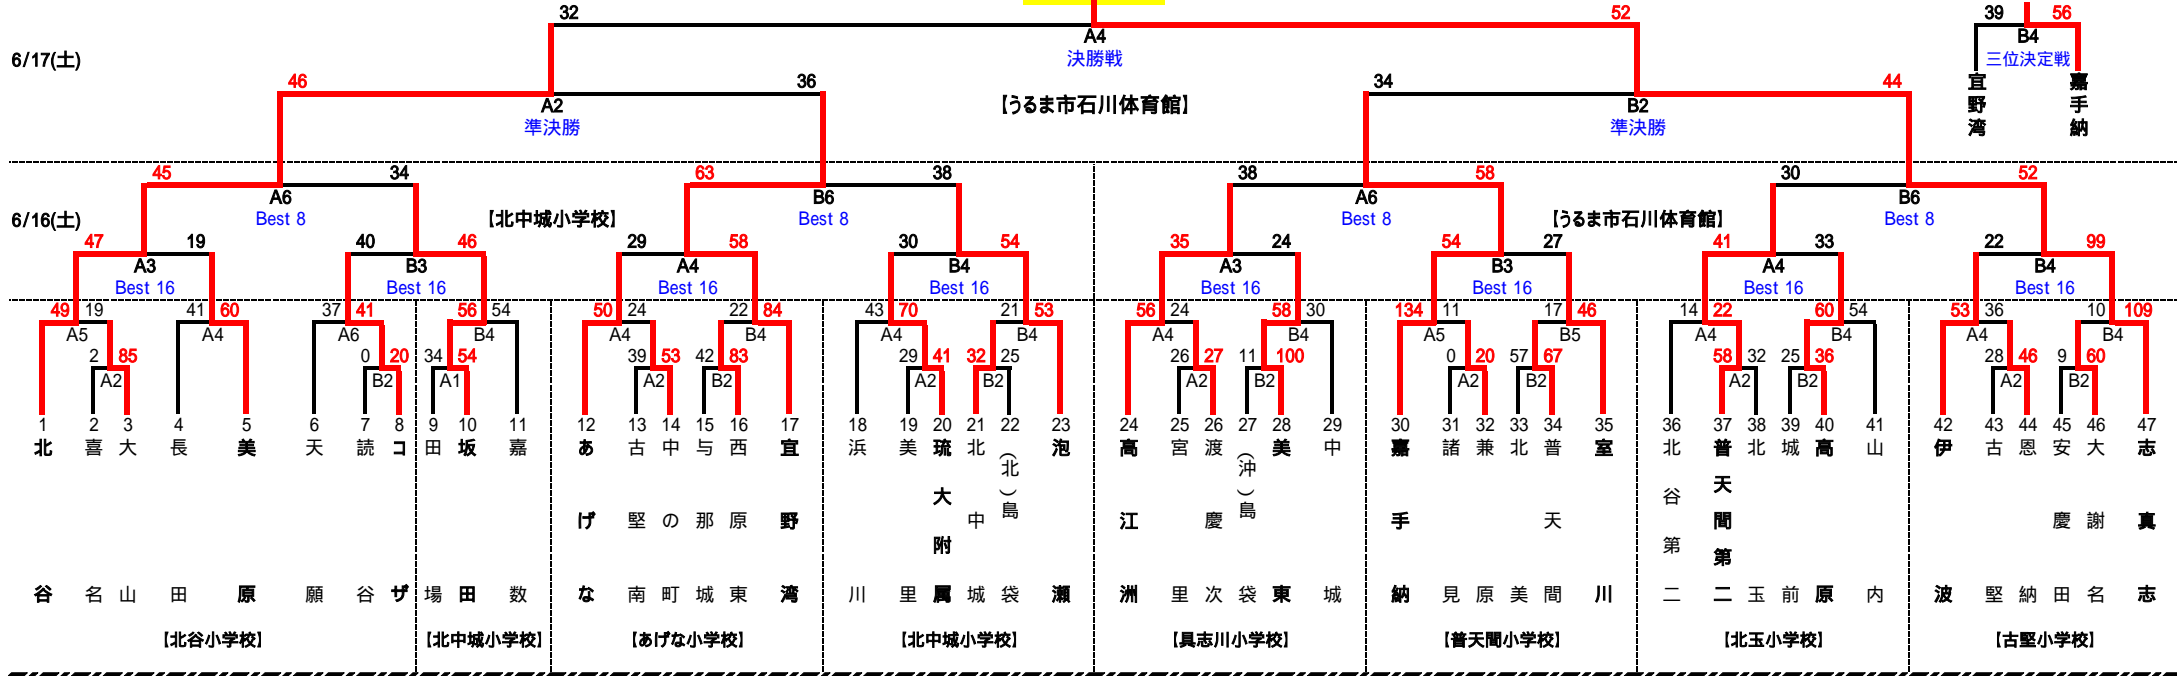 32 52 39 56
A4 B4
決勝戦 三位決定戦
6/17(土)
宜野湾 嘉手納
46 36 34 44
A2 B2
【うるま市石川体育館】
準決勝 準決勝
45 34 63 38 38 58 30 52
A6 B6 A6 B6
6/16(土)
Best 8 【北中城小学校】 Best 8 Best 8 【うるま市石川体育館】 Best 8
47 19 40 46 29 58 30 54 35 24 54 27 41 33 22 99
A3 B3 A4 B4 A3 B3 A4 B4
Best 16 Best 16 Best 16 Best 16 Best 16 Best 16 Best 16 Best 16
49 19 41 60 37 41 56 54 50 24 22 84 43 70 21 53 56 24 58 30 134 11 17 46 14 22 60 54 53 36 10 109
A5 A4 A6 B4 A4 B4 A4 B4 A4 B4 A5 B5 A4 B4 A4 B4
2 85 0 20 34 54 39 53 42 83 29 41 32 25 26 27 11 100 0 20 57 67 58 32 25 36 28 46 9 60
A2 B2 A1 A2 B2 A2 B2 A2 B2 A2 B2 A2 B2 A2 B2
1 2 3 4 5 6 7 8 9 10 11 12 13 14 15 16 17 18 19 20 21 22 23 24 25 26 27 28 29 30 31 32 33 34 35 36 37 38 39 40 41 42 43 44 45 46 47
北谷
喜名
大山
長田
美原
天願
読谷
コザ
田場
坂田
嘉数
あげな
古堅南
中の町
与那城
西原東
宜野湾
浜川
美里
琉大附属
北中城
(北)島袋
泡瀬
高江洲
宮里
渡慶次
(沖)島袋
美東
中城
嘉手納
諸見
兼原
北美
普天間
室川
北谷第二
普天間第二
北玉
城前
高原
山内
伊波
古堅
恩納
安慶田
大謝名
志真志
【北谷小学校】 【北中城小学校】 【あげな小学校】 【北中城小学校】 【具志川小学校】 【普天間小学校】 【北玉小学校】 【古堅小学校】